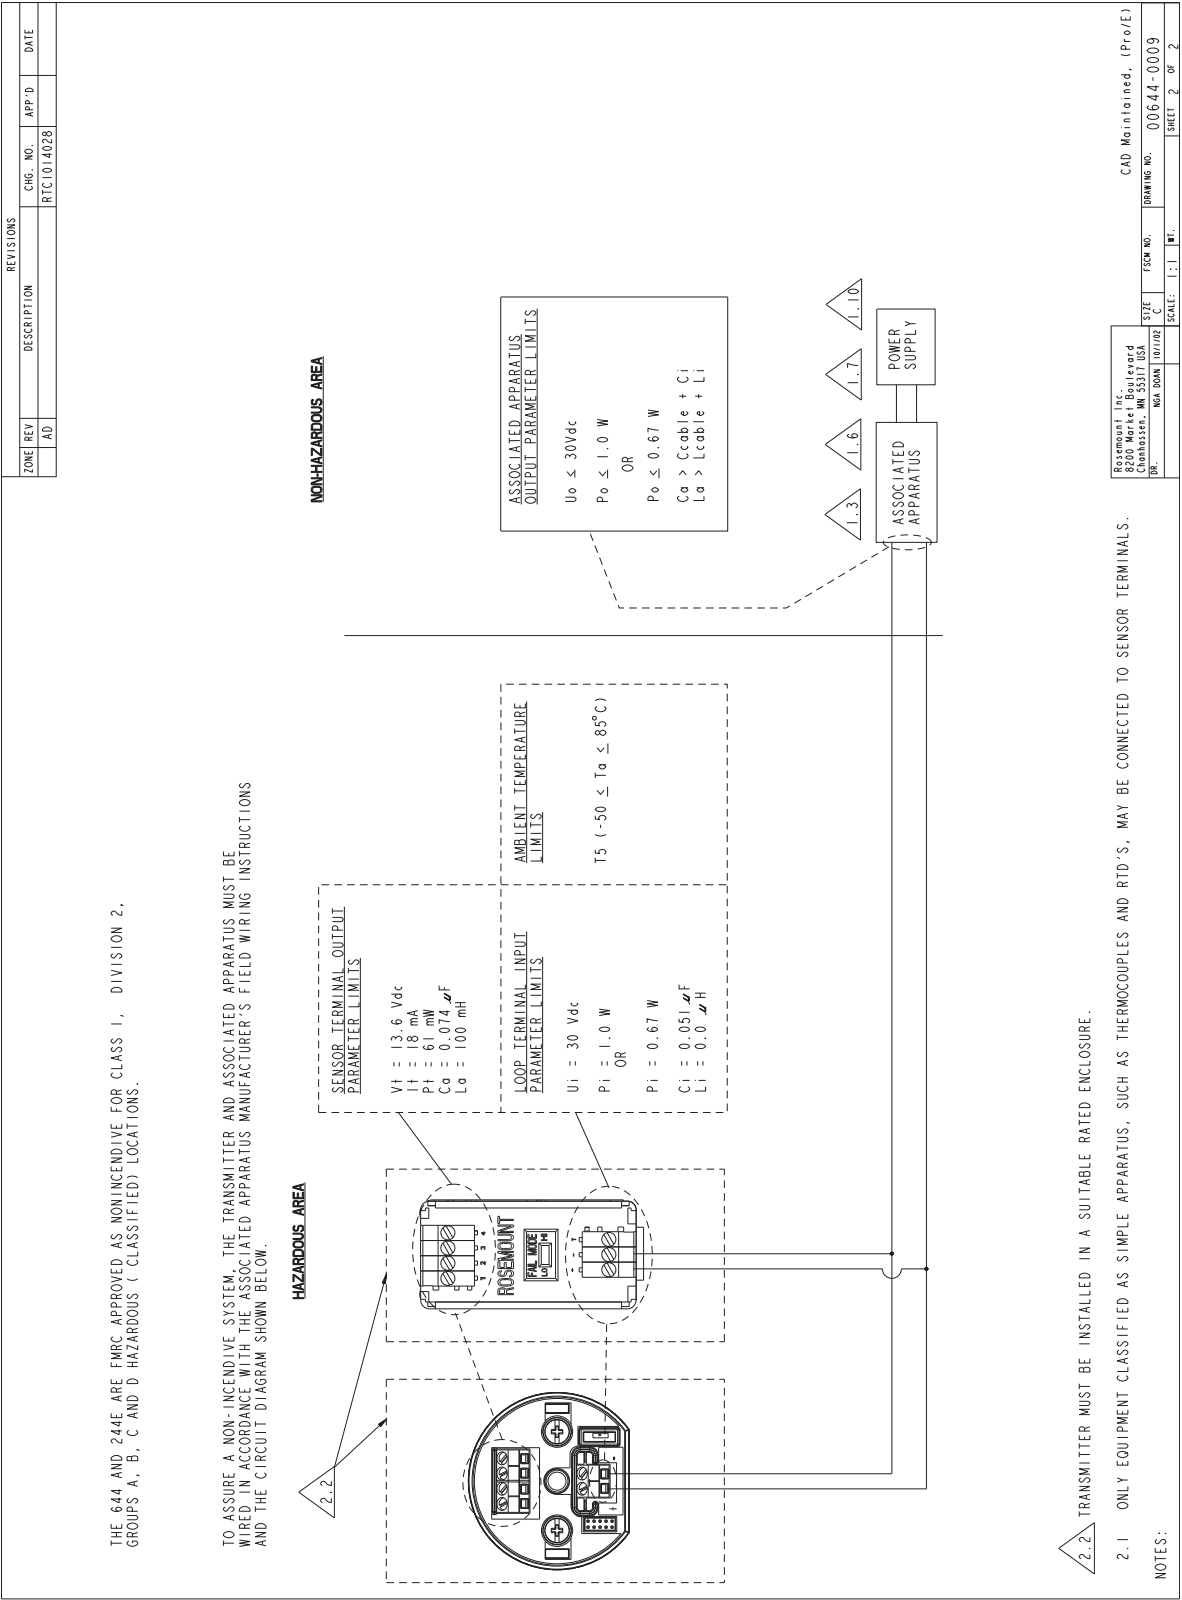 REVISIONS
ZONE REV DESCRIPTION CHG. NO. APP'D DATE
AD RTC1014028
THE 644 AND 244E ARE FMRC APPROVED AS NONINCENDIVE FOR CLASS I, DIVISION 2,
GROUPS A, B, C AND D HAZARDOUS ( CLASSIFIED) LOCATIONS.
TO ASSURE A NON-INCENDIVE SYSTEM, THE TRANSMITTER AND ASSOCIATED APPARATUS MUST BE
WIRED IN ACCORDANCE WITH THE ASSOCIATED APPARATUS MANUFACTURER'S FIELD WIRING INSTRUCTIONS
AND THE CIRCUIT DIAGRAM SHOWN BELOW.
HAZARDOUS AREA
NON-HAZARDOUS AREA
2.2
SENSOR TERMINAL OUTPUT
PARAMETER LIMITS
Vt = 13.6 Vdc
It = 18 mA
Pt = 61 mW
Ca = 0.074 µF
La = 100 mH
LOOP TERMINAL INPUT
PARAMETER LIMITS
Ui = 30 Vdc
Pi = 1.0 W
OR
Pi = 0.67 W
Ci = 0.051 µF
Li = 0.0 µH
AMBIENT TEMPERATURE
LIMITS
T5 (-50 ≤ Ta ≤ 85°C)
ASSOCIATED APPARATUS
OUTPUT PARAMETER LIMITS
Uo ≤ 30Vdc
Po ≤ 1.0 W
OR
Po ≤ 0.67 W
Ca > Ccable + Ci
La > Lcable + Li
1 2 3 4
ROSEMOUNT
FAIL MODE
LO HI
+ - T
+ -
1.3 1.6 1.7 1.10
ASSOCIATED
APPARATUS
POWER
SUPPLY
2.2 TRANSMITTER MUST BE INSTALLED IN A SUITABLE RATED ENCLOSURE.
2.1 ONLY EQUIPMENT CLASSIFIED AS SIMPLE APPARATUS, SUCH AS THERMOCOUPLES AND RTD'S, MAY BE CONNECTED TO SENSOR TERMINALS.
NOTES:
CAD Maintained, (Pro/E)
Rosemount Inc.
8200 Market Boulevard
Chanhassen, MN 55317 USA
DR. NGA DOAN 10/1/02
SIZE C FSCM NO. DRAWING NO. 00644-0009
SCALE: 1:1 WT. SHEET 2 OF 2